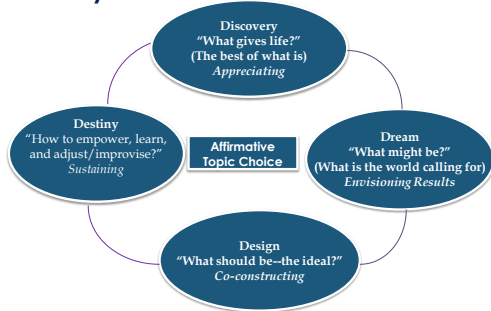 Discovery
“What gives life?”
(The best of what is)
Appreciating
Destiny
“How to empower, learn,
and adjust/improvise?”
Sustaining
Affirmative
Topic Choice
Dream
“What might be?”
(What is the world calling for)
Envisioning Results
Design
“What should be--the ideal?”
Co-constructing